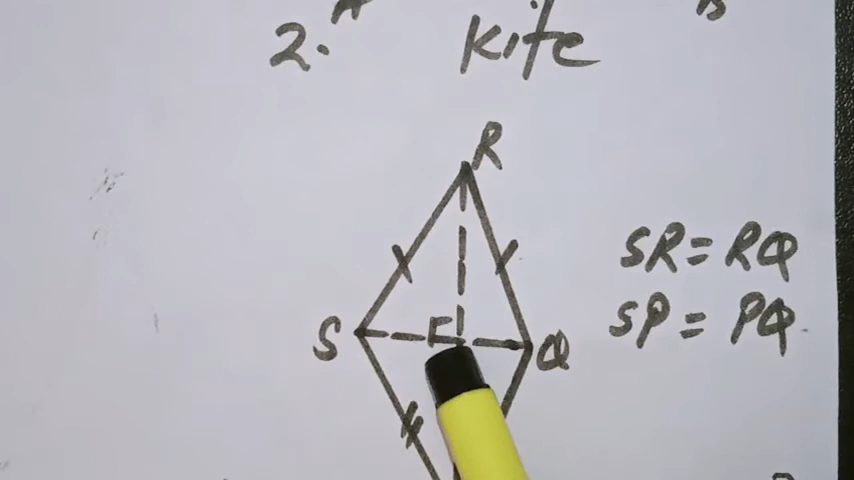 2. Kite
R
SR = RQ
SP = PQ
S
Q